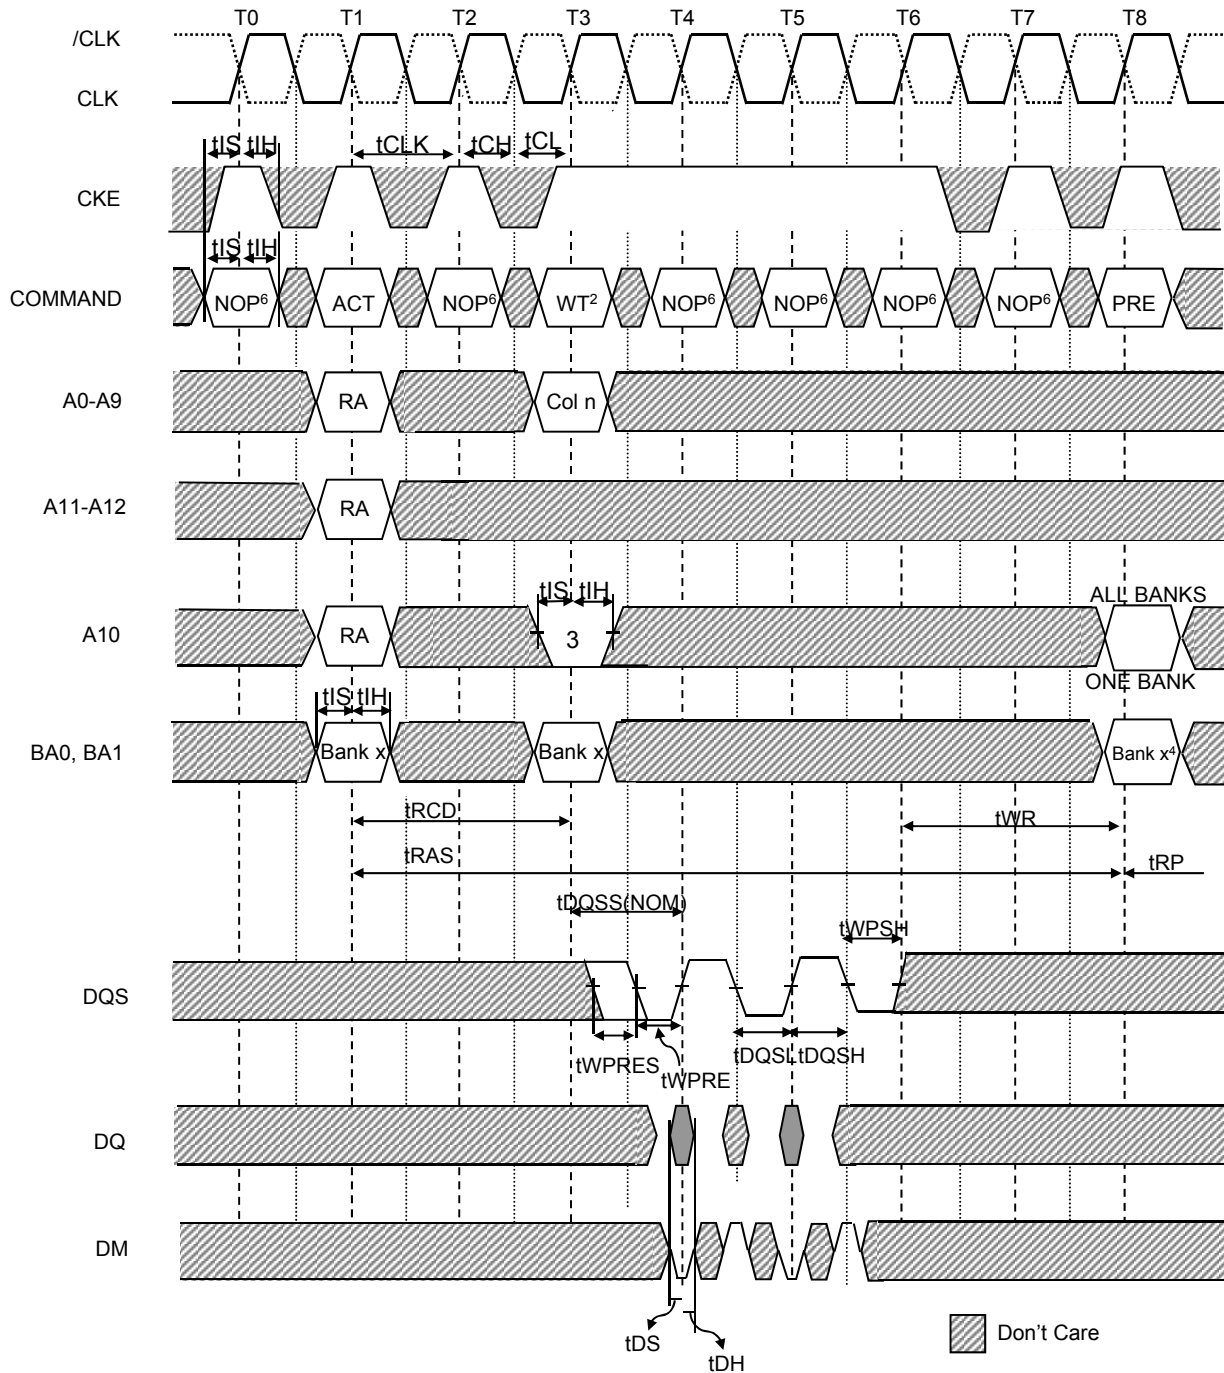 T0 T1 T2 T3 T4 T5 T6 T7 T8
/CLK
CLK
tIS tIH tCLK tCH tCL
CKE
tIS tIH
COMMAND NOP6 ACT NOP6 WT2 NOP6 NOP6 NOP6 NOP6 PRE
A0-A9 RA Col n
A11-A12 RA
tIS tIH ALL BANKS
A10 RA 3
ONE BANK
tIS tIH
BA0, BA1 Bank x Bank x Bank x4
tRCD tWR
tRAS tRP
tDQSS(NOM)
tWPSH
DQS
tWPRES tWPRE tDQSL tDQSH
DQ
DM
tDS tDH
Don't Care